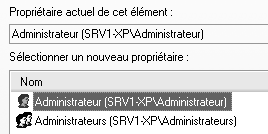 Propriétaire actuel de cet élément :
Administrateur (SRV1-XP\Administrateur)
Sélectionner un nouveau propriétaire :
Nom
Administrateur (SRV1-XP\Administrateur)
Administrateurs (SRV1-XP\Administrateurs)